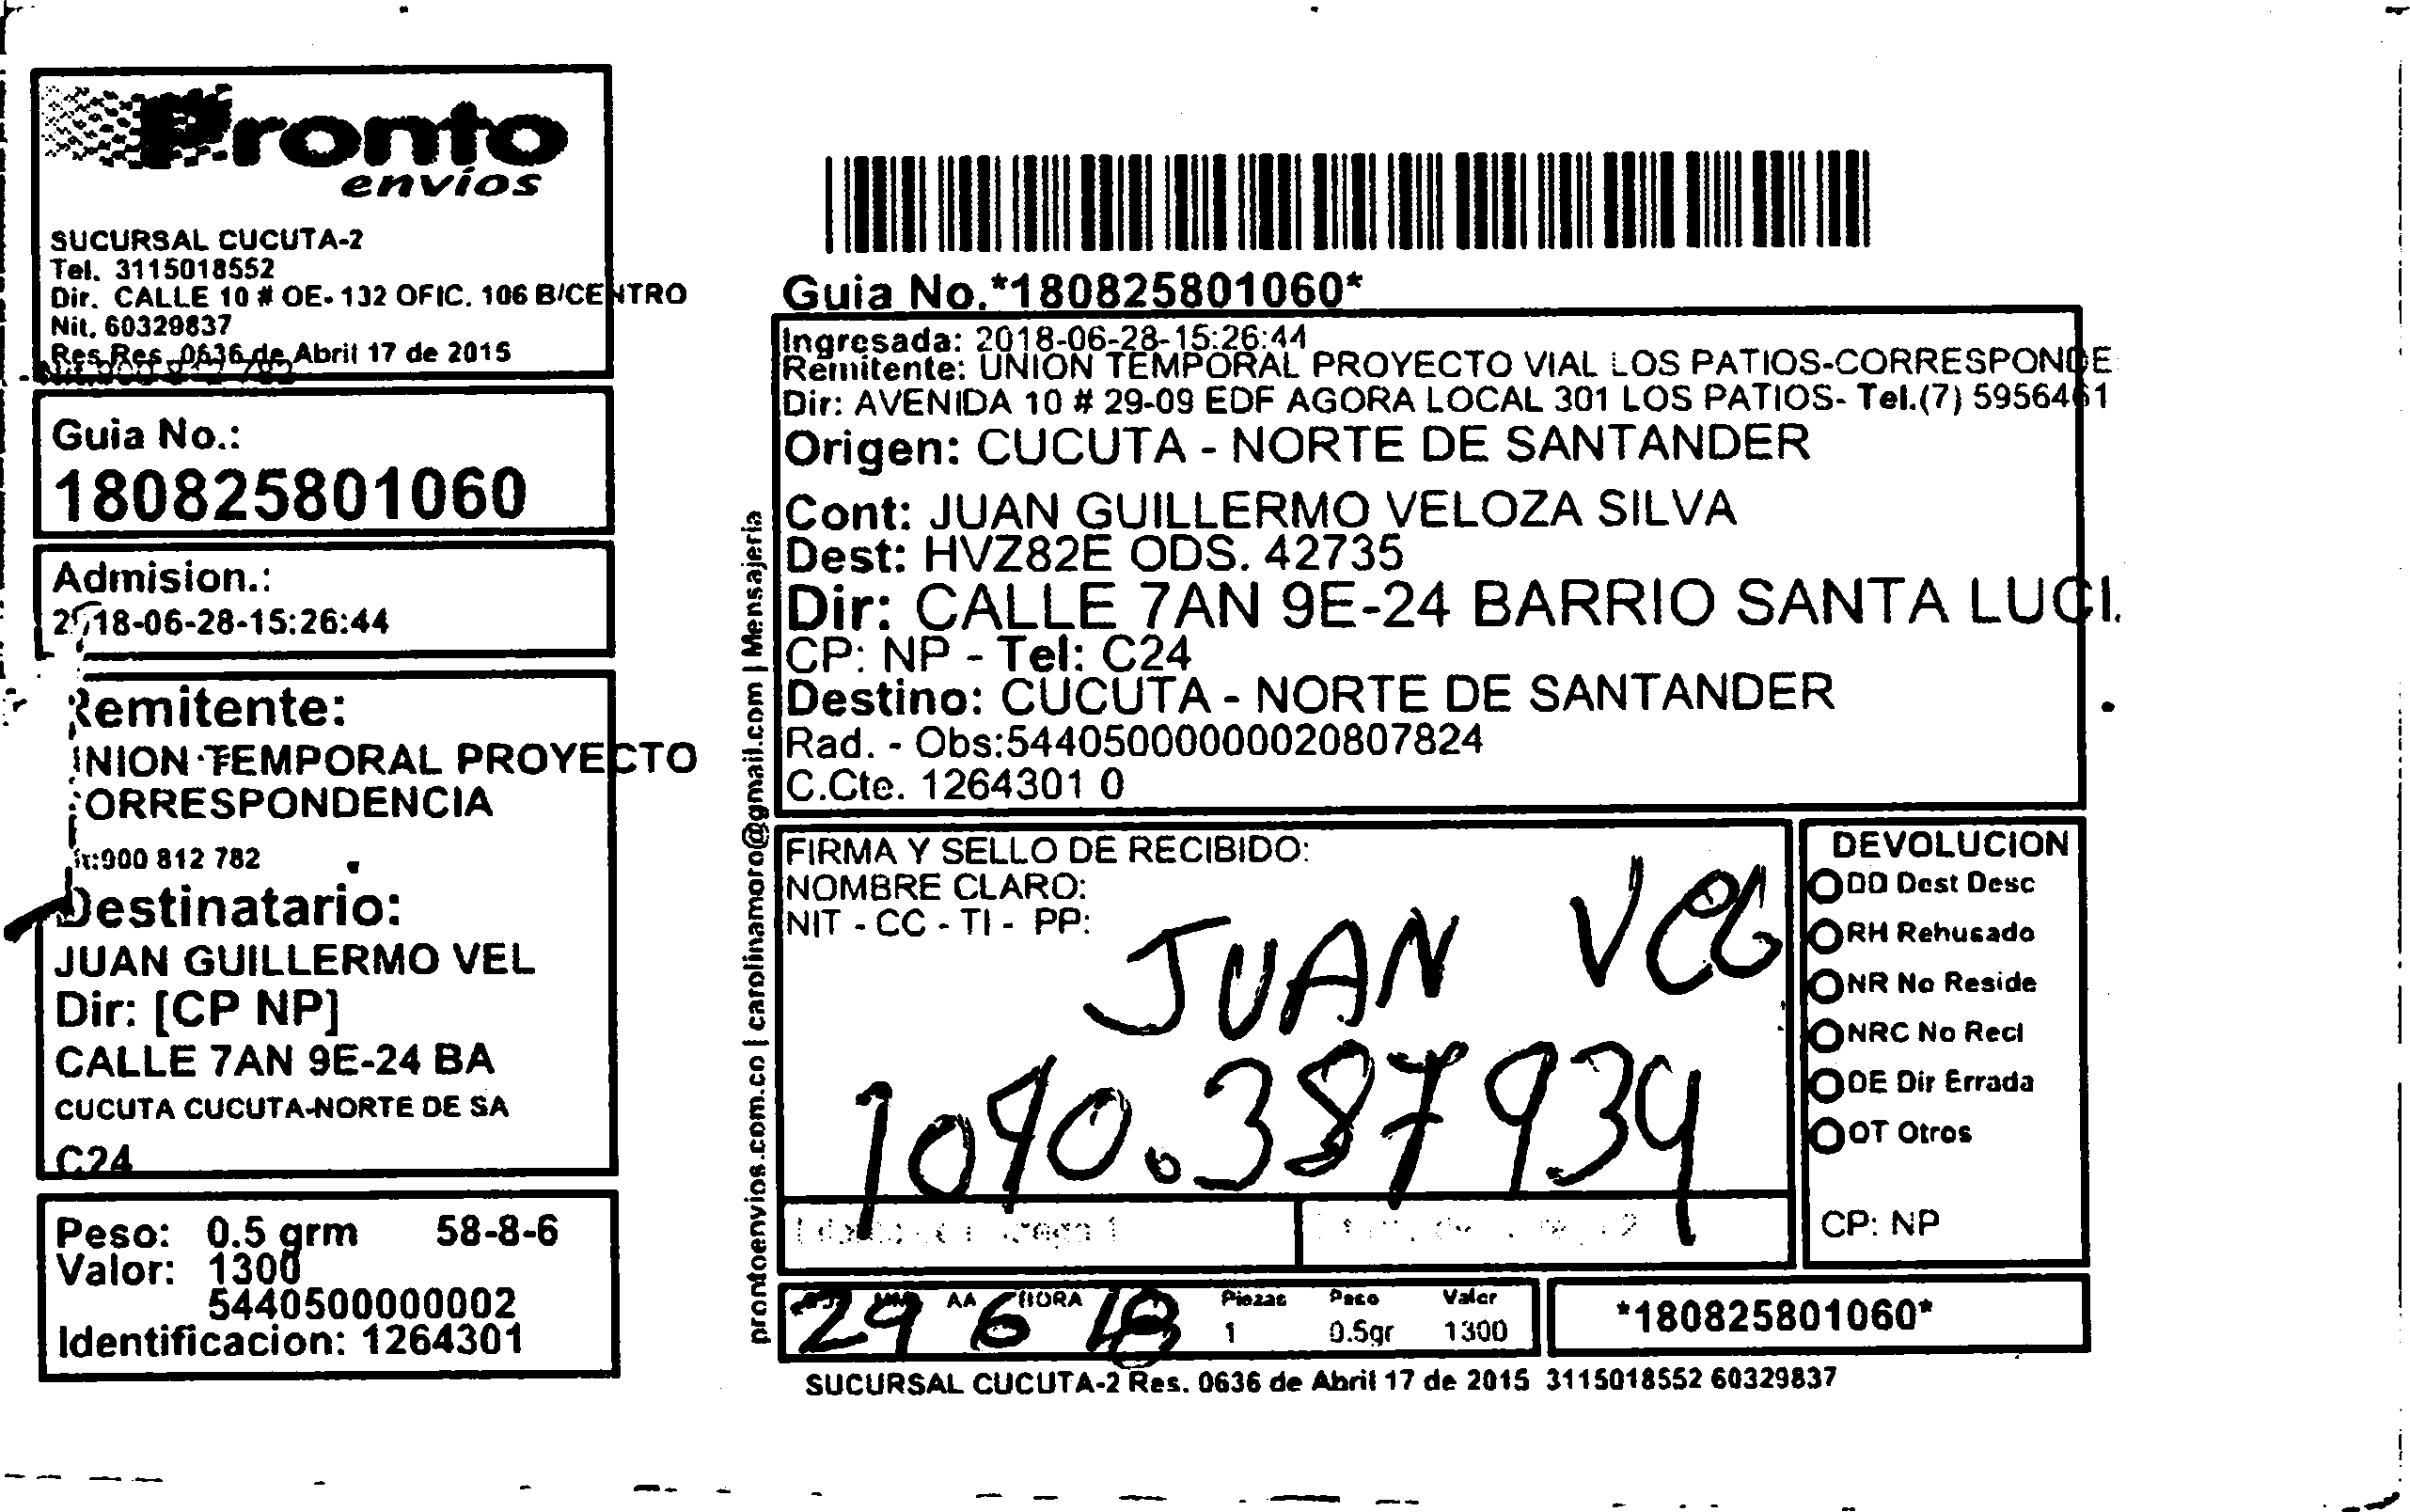 Pronto
envíos
SUCURSAL CUCUTA-2
Tel. 3115018552
Dir. CALLE 10 # OE-132 OFIC. 106 B/CENTRO
Nit. 60329837
Res Res. 0636 de Abril 17 de 2015
Guia No.:
180825801060
Admision.:
2018-06-28-15:26:44
Remitente:
UNION TEMPORAL PROYECTO
CORRESPONDENCIA
900 812 782
Destinatario:
JUAN GUILLERMO VEL
Dir: [CP NP]
CALLE 7AN 9E-24 BA
CUCUTA CUCUTA-NORTE DE SA
C24
Peso: 0.5 grm 58-8-6
Valor: 1300
5440500000002
Identificacion: 1264301
prontoenvios.com.co | carolinamoro@gmail.com | Mensajeria
Guia No.*180825801060*
Ingresada: 2018-06-28-15:26:44
Remitente: UNION TEMPORAL PROYECTO VIAL LOS PATIOS-CORRESPONDE
Dir: AVENIDA 10 # 29-09 EDF AGORA LOCAL 301 LOS PATIOS- Tel.(7) 5956461
Origen: CUCUTA - NORTE DE SANTANDER
Cont: JUAN GUILLERMO VELOZA SILVA
Dest: HVZ82E ODS. 42735
Dir: CALLE 7AN 9E-24 BARRIO SANTA LUCI.
CP: NP - Tel: C24
Destino: CUCUTA - NORTE DE SANTANDER
Rad. - Obs:544050000000020807824
C.Cte. 1264301 0
FIRMA Y SELLO DE RECIBIDO:
NOMBRE CLARO:
NIT - CC - TI - PP:
JUAN
1090.387934
DEVOLUCION
DD Dest Desc
RH Rehusado
NR No Reside
NRC No Recl
DE Dir Errada
OT Otros
CP: NP
AA HORA Piezas Peso Valor
29 6 18 1 0.5gr 1300
*180825801060*
SUCURSAL CUCUTA-2 Res. 0636 de Abril 17 de 2015 3115018552 60329837